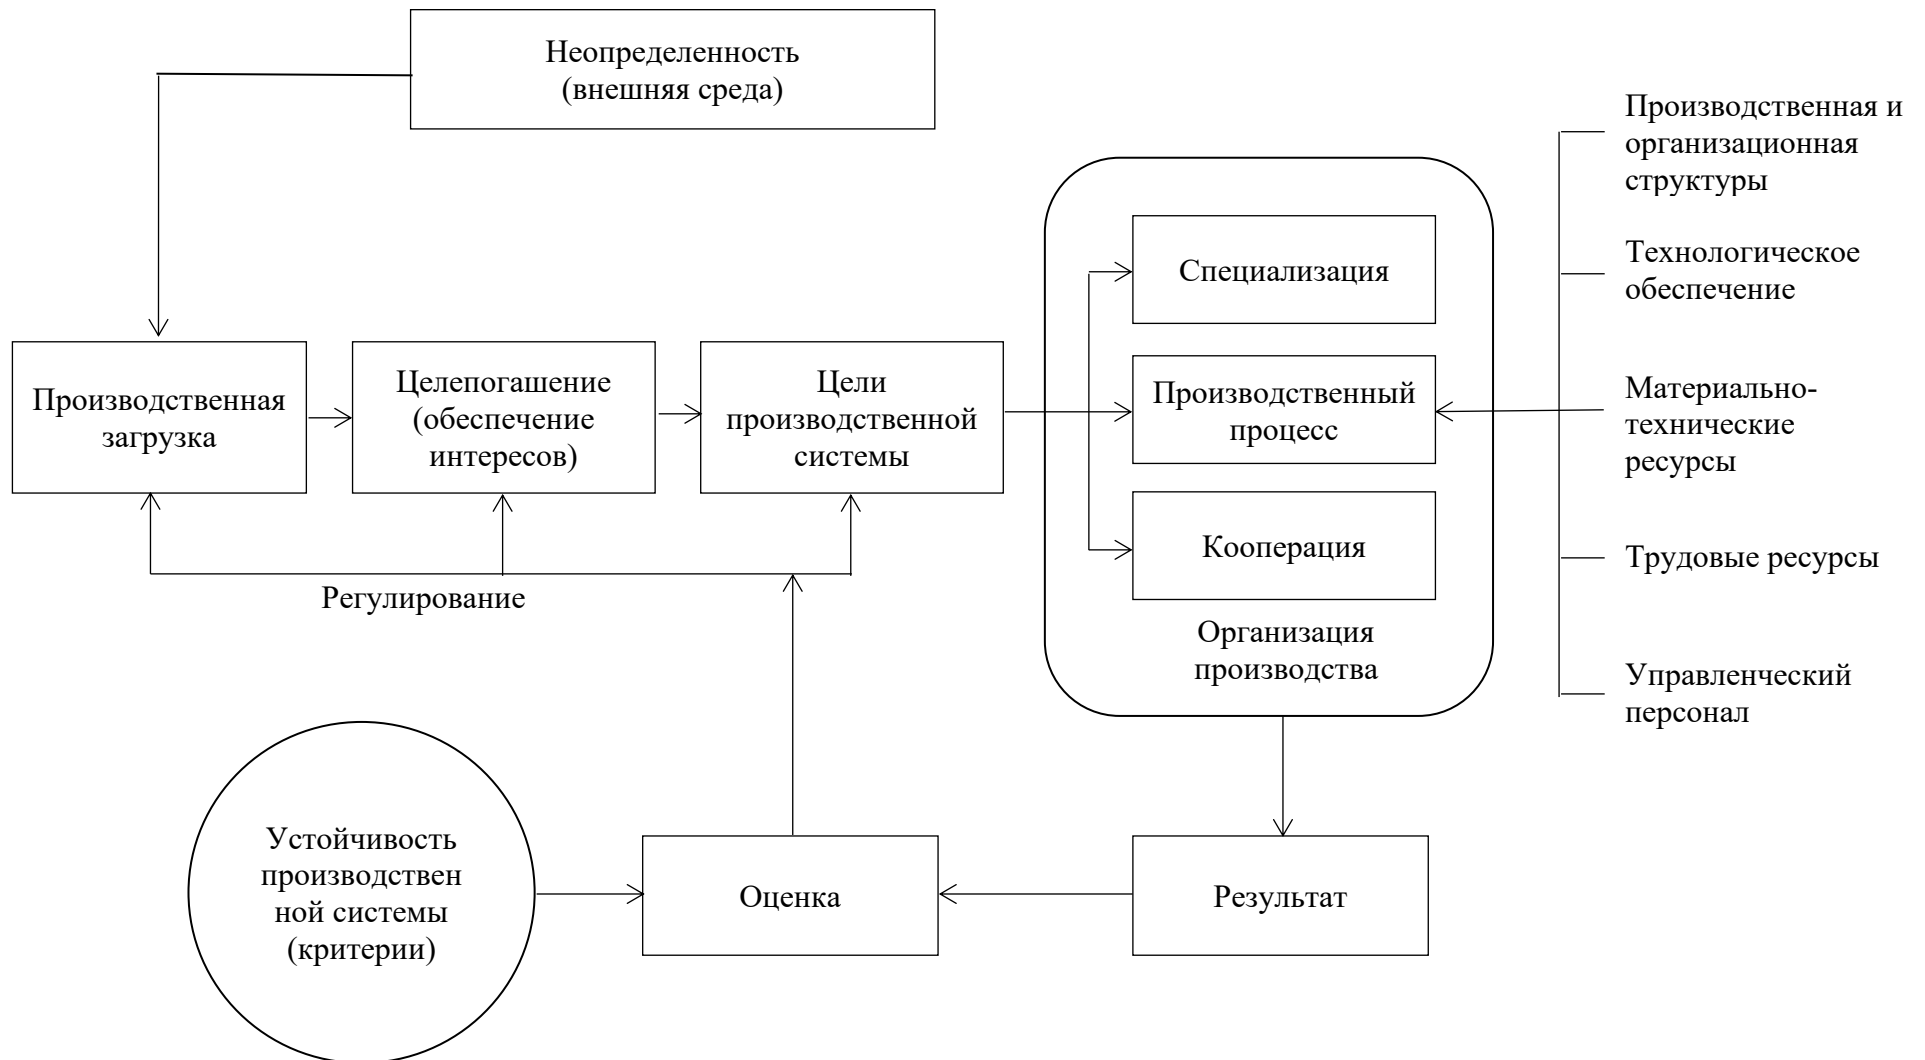 Неопределенность
(внешняя среда)
Производственная и
организационная
структуры
Специализация
Технологическое
обеспечение
Производственная
загрузка
Целепогашение
(обеспечение
интересов)
Цели
производственной
системы
Производственный
процесс
Материально-
технические
ресурсы
Кооперация
Трудовые ресурсы
Регулирование
Организация
производства
Управленческий
персонал
Устойчивость
производствен
ной системы
(критерии)
Оценка
Результат